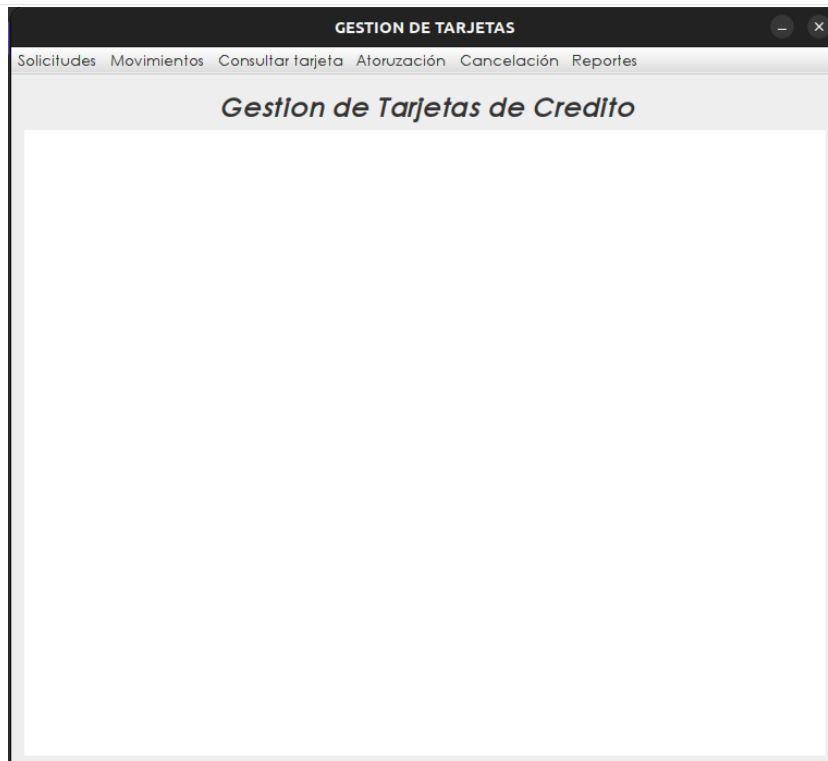 GESTION DE TARJETAS
Solicitudes Movimientos Consultar tarjeta Atoruzación Cancelación Reportes
Gestion de Tarjetas de Credito